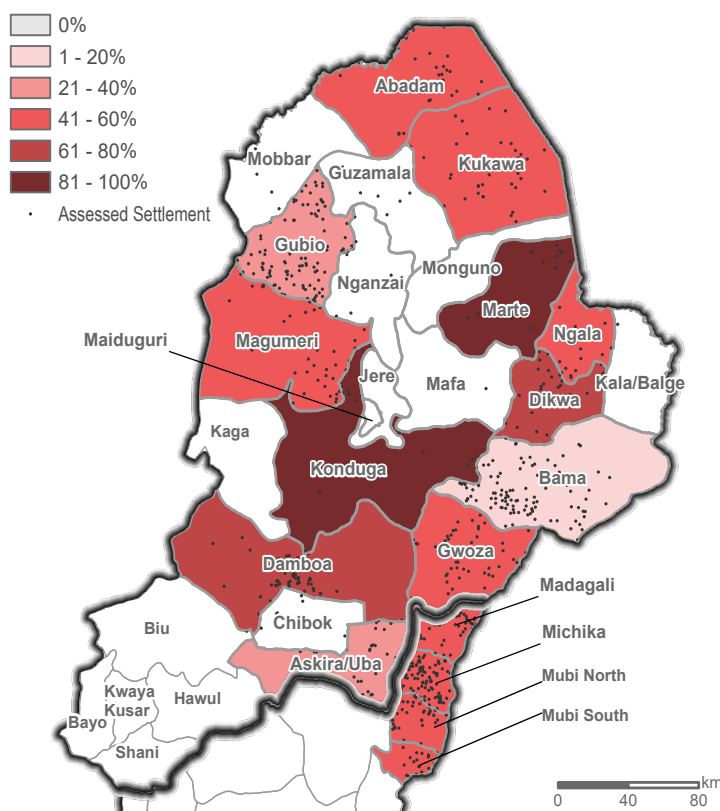 0%
1 - 20%
21 - 40%
41 - 60%
61 - 80%
81 - 100%
Assessed Settlement
Abadam
Mobbar
Guzamala
Kukawa
Gubio
Nganzai
Monguno
Marte
Maiduguri
Magumeri
Ngala
Jere
Mafa
Kala/Balge
Dikwa
Kaga
Konduga
Bama
Damboa
Gwoza
Madagali
Chibok
Michika
Biu
Askira/Uba
Mubi North
Kwaya
Kusar
Hawul
Bayo
Mubi South
Shani
km
0 40 80